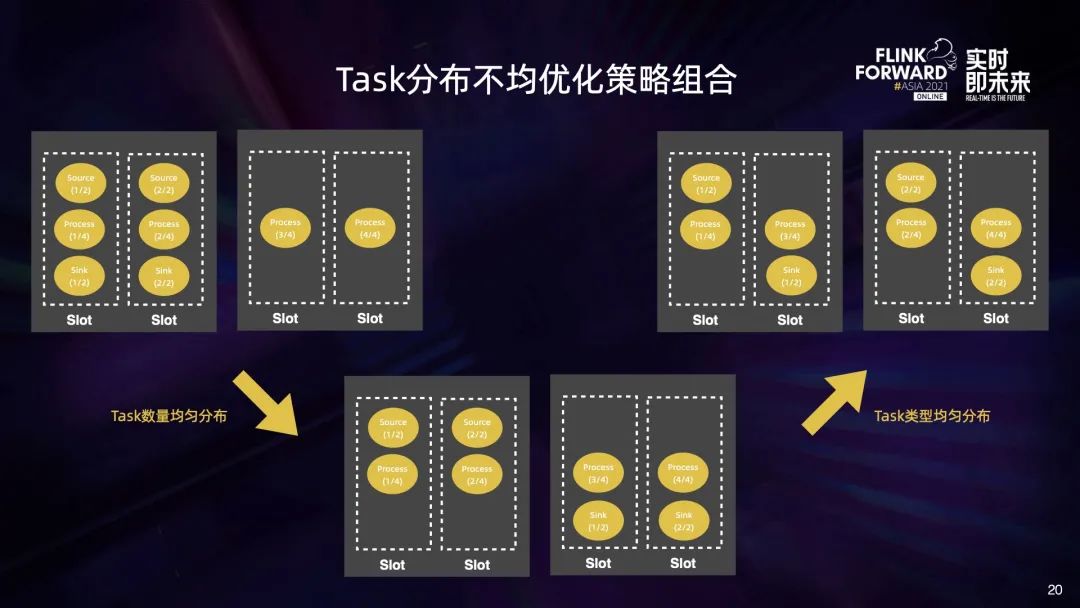 Task分布不均优化策略组合
FLINK
FORWARD
#ASIA 2021
ONLINE
实时
即未来
REAL-TIME IS THE FUTURE
Source
(1/2)
Process
(1/4)
Sink
(1/2)
Slot
Source
(2/2)
Process
(2/4)
Sink
(2/2)
Slot
Process
(3/4)
Slot
Process
(4/4)
Slot
Source
(1/2)
Process
(1/4)
Slot
Process
(3/4)
Sink
(1/2)
Slot
Source
(2/2)
Process
(2/4)
Slot
Process
(4/4)
Sink
(2/2)
Slot
Task数量均匀分布
Task类型均匀分布
Source
(1/2)
Process
(1/4)
Slot
Source
(2/2)
Process
(2/4)
Slot
Process
(3/4)
Sink
(1/2)
Slot
Process
(4/4)
Sink
(2/2)
Slot
20